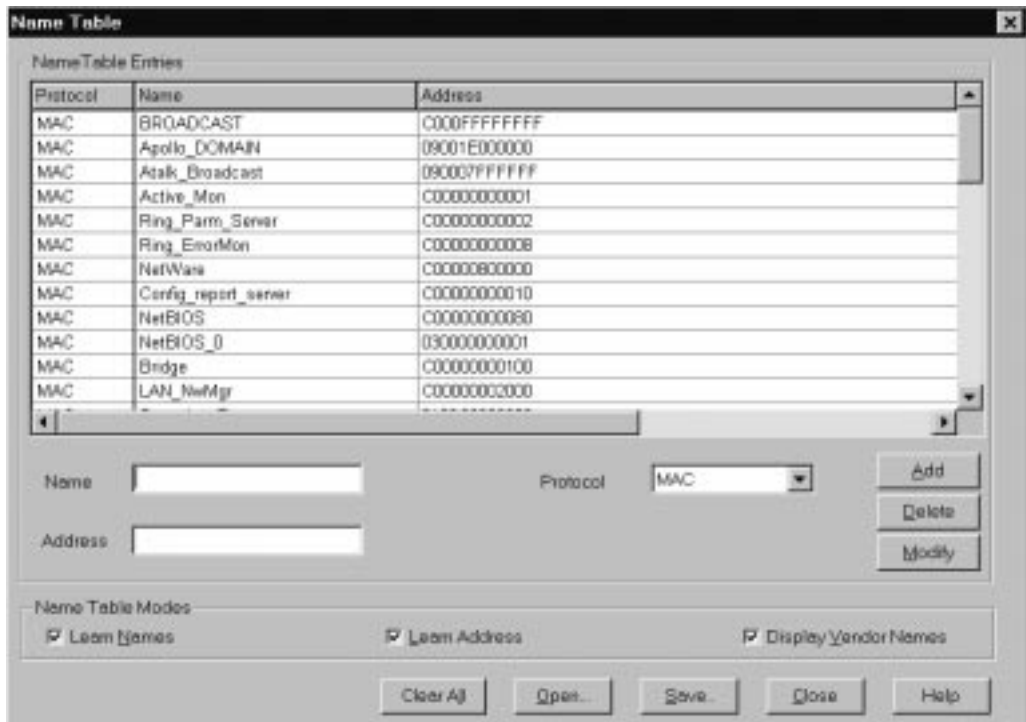 Name Table
NameTable Entries
Protocol Name Address
MAC BROADCAST C000FFFFFFFF
MAC Apollo_DOMAIN 09001E000000
MAC Atalk_Broadcast 090007FFFFFF
MAC Active_Mon C00000000001
MAC Ring_Parm_Server C00000000002
MAC Ring_ErrorMon C00000000008
MAC NetWare C00000800000
MAC Config_report_server C00000000010
MAC NetBIOS C00000000080
MAC NetBIOS_0 030000000001
MAC Bridge C00000000100
MAC LAN_NwMgr C00000002000
Name Protocol MAC Add
Delete
Address Modify
Name Table Modes
Learn Names Learn Address Display Vendor Names
Clear All Open... Save.. Close Help